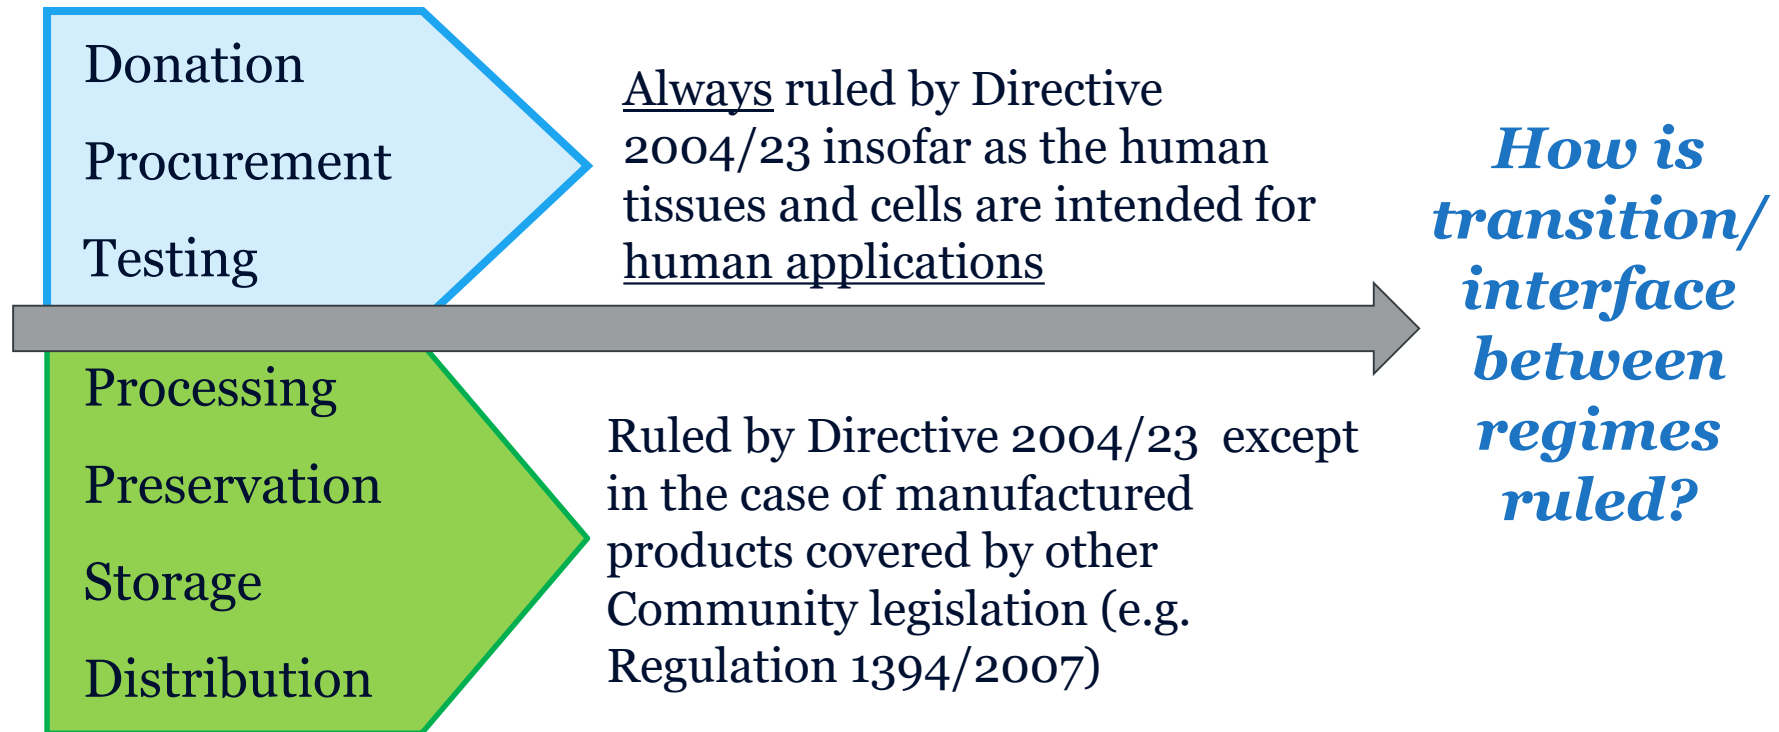 Donation
Procurement
Testing
Always ruled by Directive
2004/23 insofar as the human
tissues and cells are intended for
human applications
Processing
Preservation
Storage
Distribution
Ruled by Directive 2004/23  except
in the case of manufactured
products covered by other
Community legislation (e.g.
Regulation 1394/2007)
How is
transition/
interface
between
regimes
ruled?